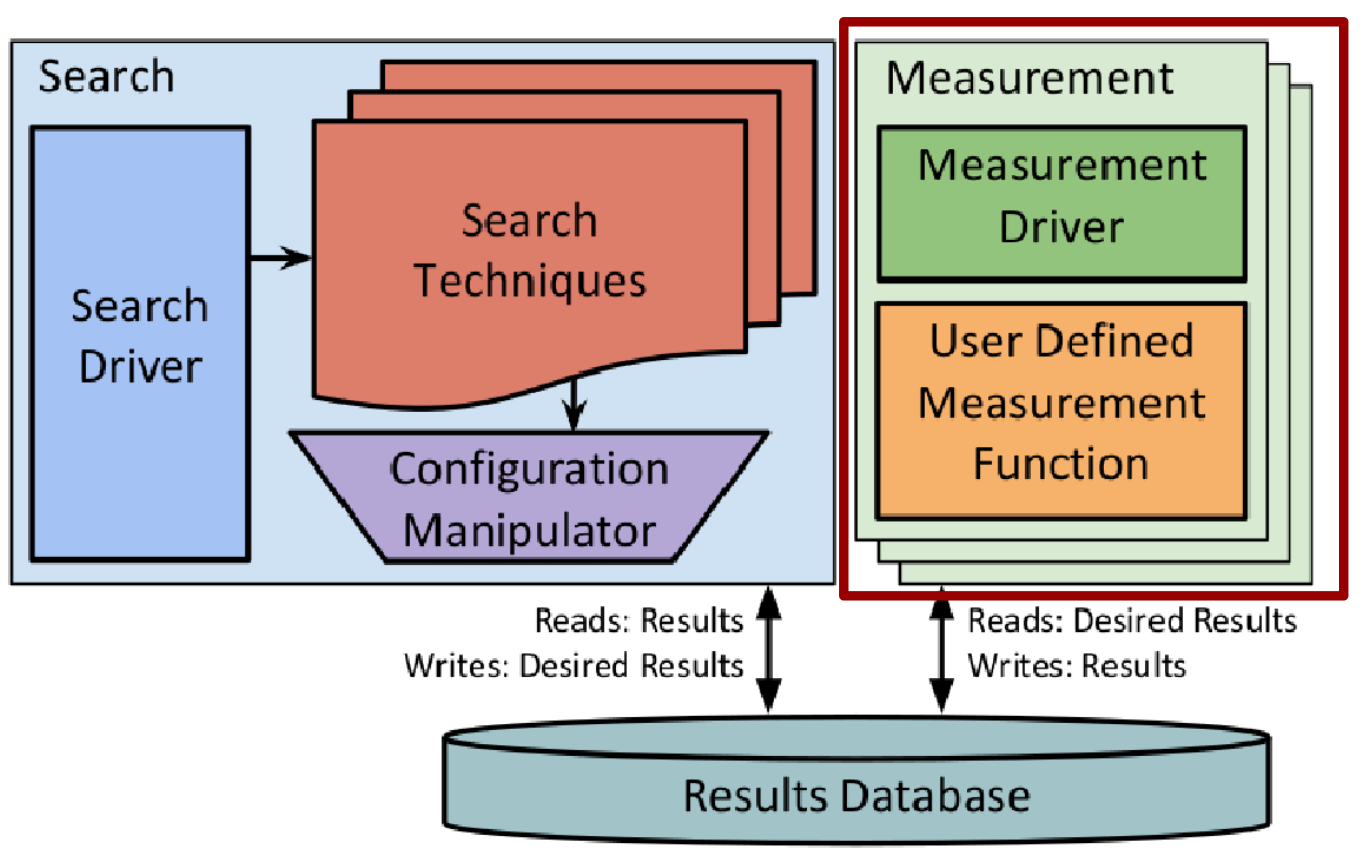 Search
Search
Driver
Search
Techniques
Configuration
Manipulator
Measurement
Measurement
Driver
User Defined
Measurement
Function
Reads: Results
Writes: Desired Results
Reads: Desired Results
Writes: Results
Results Database